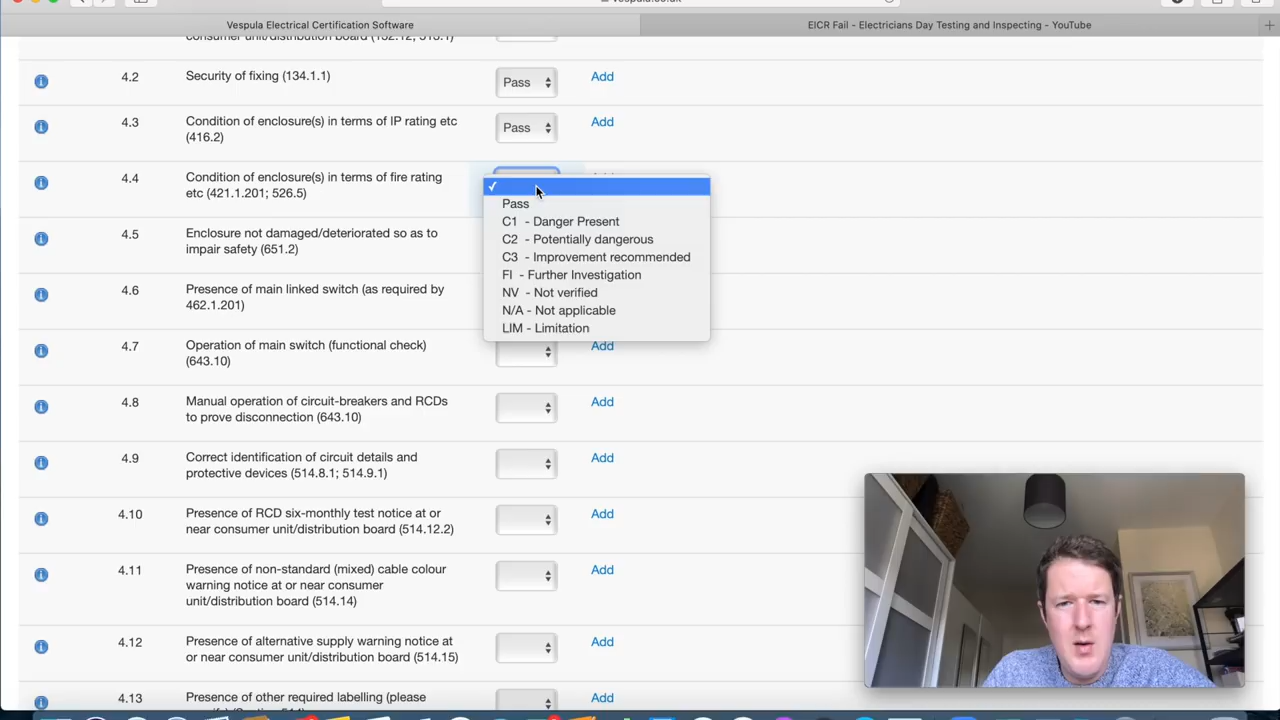 Vespula Electrical Certification Software
EICR Fail - Electricians Day Testing and Inspecting - YouTube
consumer unit/distribution board (132.12; 513.1)
4.2 Security of fixing (134.1.1) Pass Add
4.3 Condition of enclosure(s) in terms of IP rating etc Pass Add
(416.2)
4.4 Condition of enclosure(s) in terms of fire rating
etc (421.1.201; 526.5)
✓
Pass
C1 - Danger Present
C2 - Potentially dangerous
C3 - Improvement recommended
FI - Further Investigation
NV - Not verified
N/A - Not applicable
LIM - Limitation
4.5 Enclosure not damaged/deteriorated so as to
impair safety (651.2)
4.6 Presence of main linked switch (as required by
462.1.201)
4.7 Operation of main switch (functional check) Add
(643.10)
4.8 Manual operation of circuit-breakers and RCDs Add
to prove disconnection (643.10)
4.9 Correct identification of circuit details and Add
protective devices (514.8.1; 514.9.1)
4.10 Presence of RCD six-monthly test notice at or Add
near consumer unit/distribution board (514.12.2)
4.11 Presence of non-standard (mixed) cable colour Add
warning notice at or near consumer
unit/distribution board (514.14)
4.12 Presence of alternative supply warning notice at Add
or near consumer unit/distribution board (514.15)
4.13 Presence of other required labelling (please Add